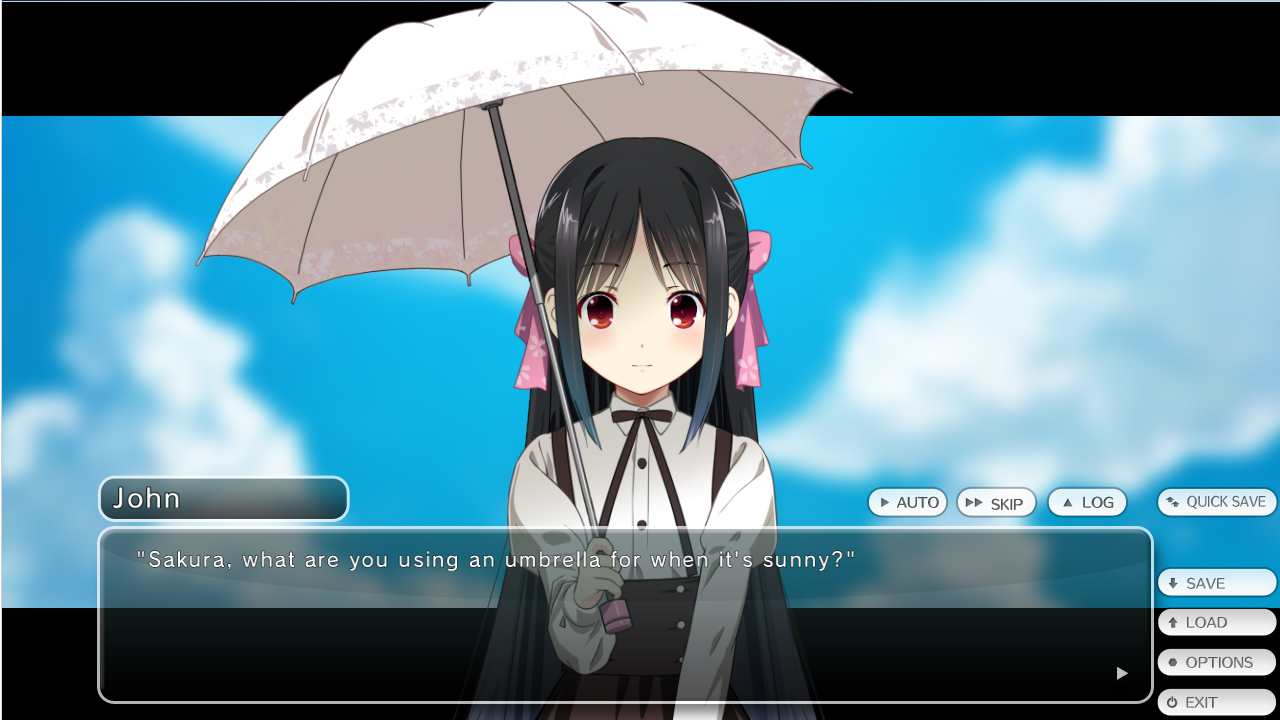 John
AUTO
SKIP
LOG
QUICK SAVE
"Sakura, what are you using an umbrella for when it's sunny?"
SAVE
LOAD
OPTIONS
EXIT